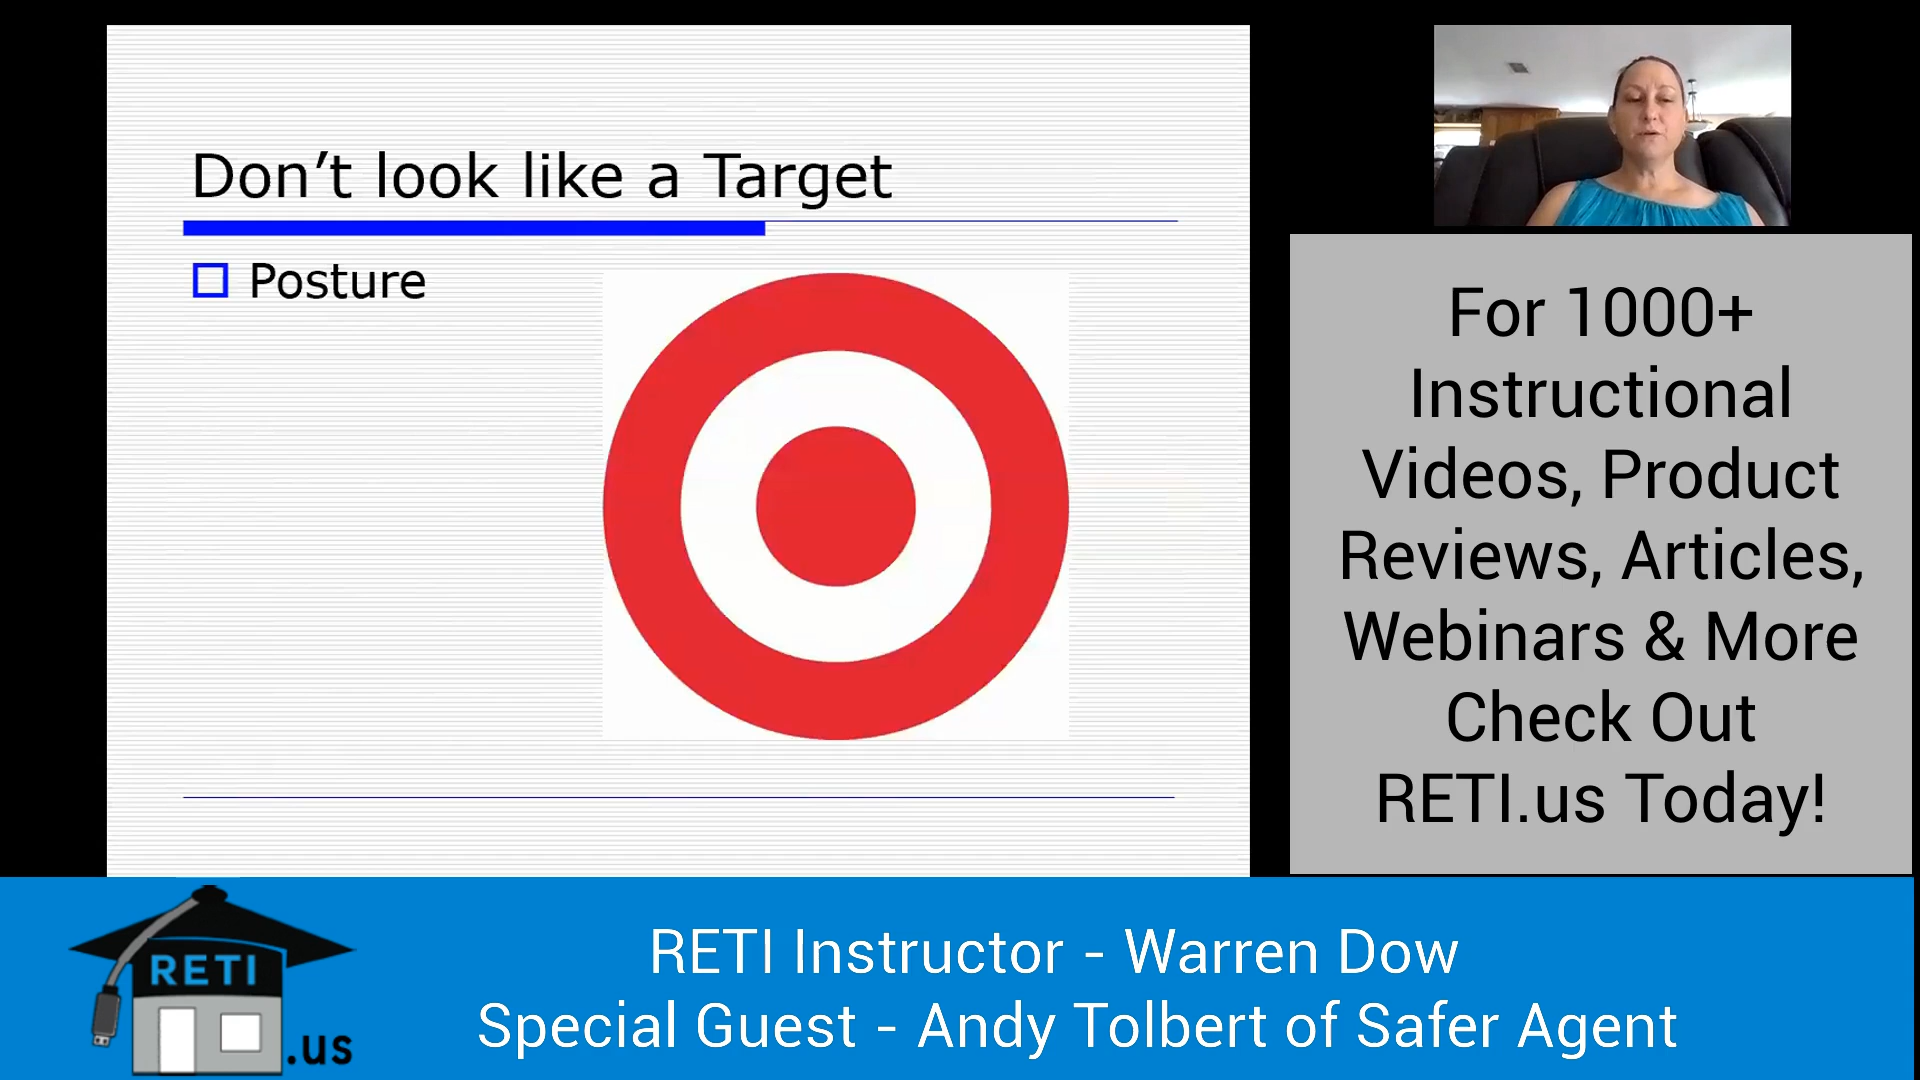 Don’t look like a Target
Posture
For 1000+
Instructional
Videos, Product
Reviews, Articles,
Webinars & More
Check Out
RETI.us Today!
RETI
.us
RETI Instructor - Warren Dow
Special Guest - Andy Tolbert of Safer Agent